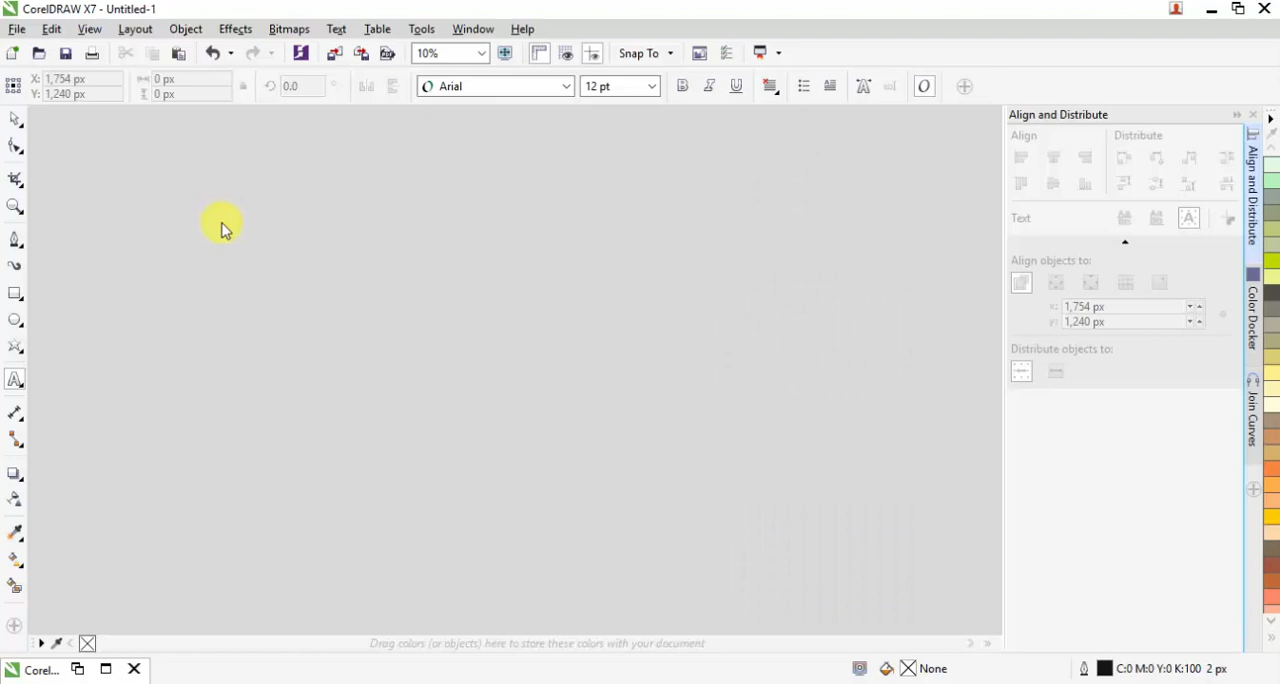 CorelDRAW X7 - Untitled-1
File Edit View Layout Object Effects Bitmaps Text Table Tools Window Help
10% Snap To
X: 1,754 px 0 px 0.0 Arial 12 pt
Y: 1,240 px 0 px
Align and Distribute
Align Distribute
Text
Align objects to:
x: 1,754 px
y: 1,240 px
Distribute objects to:
Align and Distribute
Color Docker
Join Curves
Drag colors (or objects) here to store these colors with your document
Corel... None C:0 M:0 Y:0 K:100 2 px